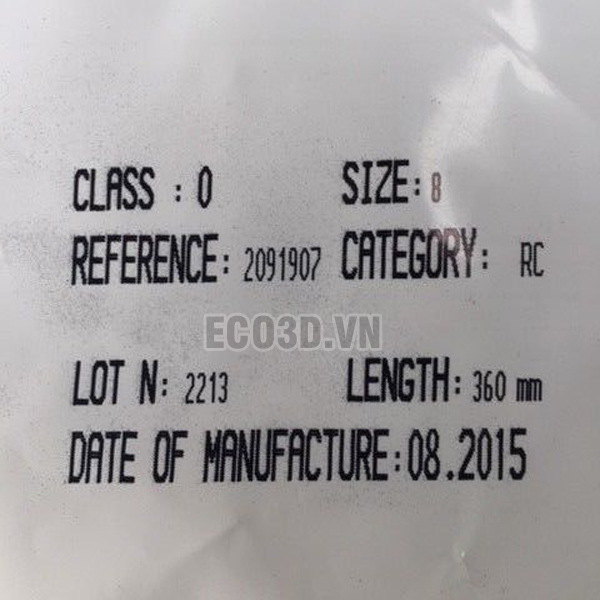 CLASS : 0 SIZE: 8
REFERENCE: 2091907 CATEGORY: RC
ECO3D.VN
LOT N: 2213 LENGTH: 360 mm
DATE OF MANUFACTURE: 08.2015